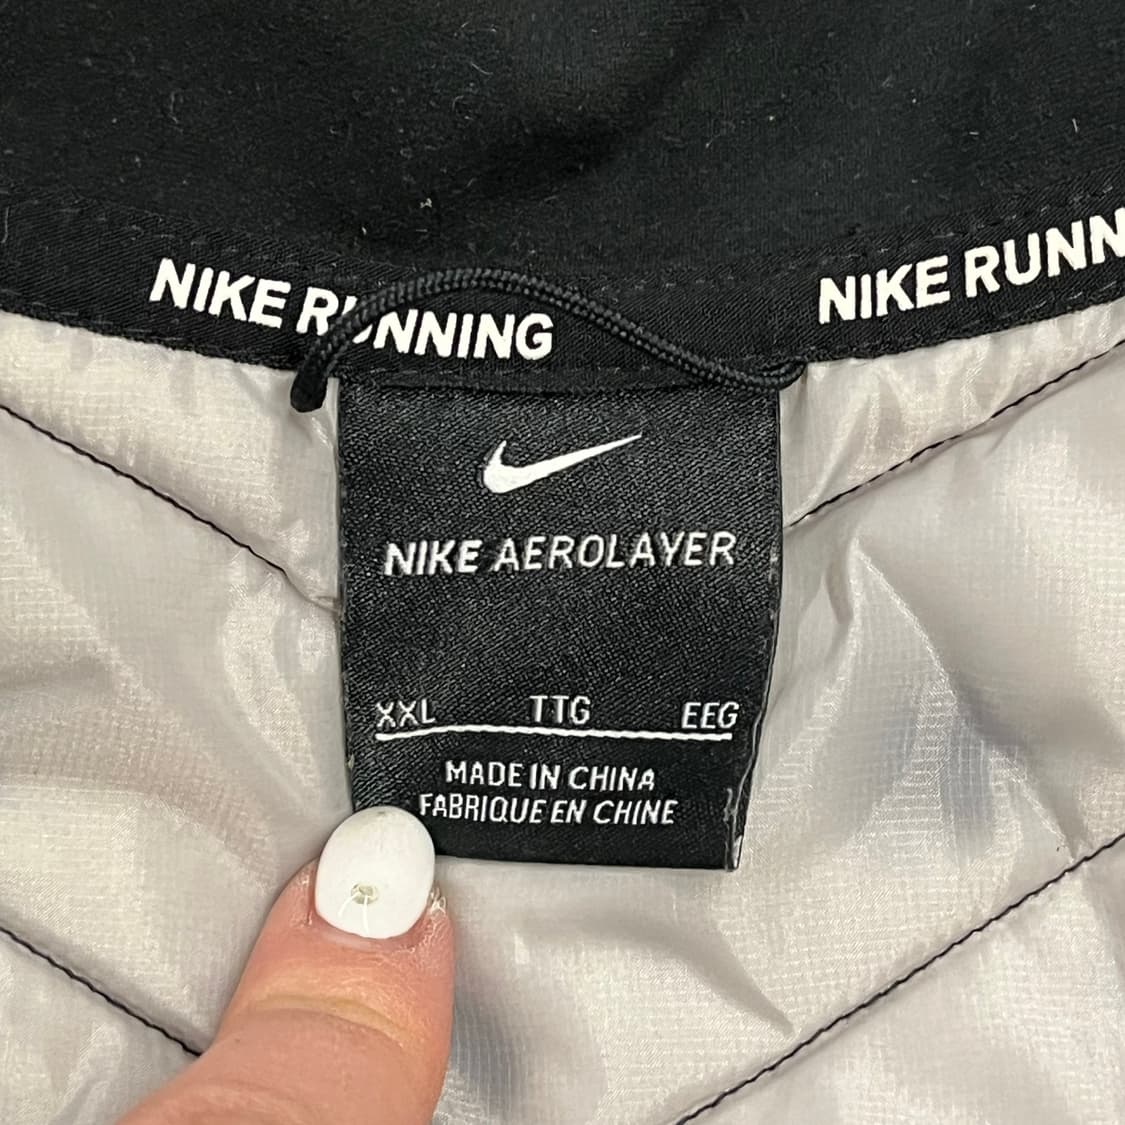 NIKE RUNNING
NIKE RUNN
NIKE AEROLAYER
XXL TTG EEG
MADE IN CHINA
FABRIQUE EN CHINE